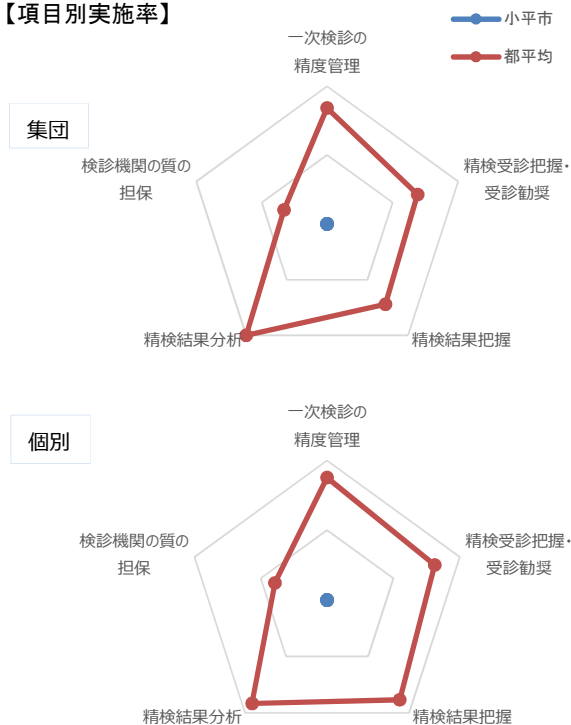 【項目別実施率】
小平市
都平均
集団
一次検診の
精度管理
精検受診把握・
受診勧奨
精検結果把握
精検結果分析
検診機関の質の
担保
個別
一次検診の
精度管理
精検受診把握・
受診勧奨
精検結果把握
精検結果分析
検診機関の質の
担保